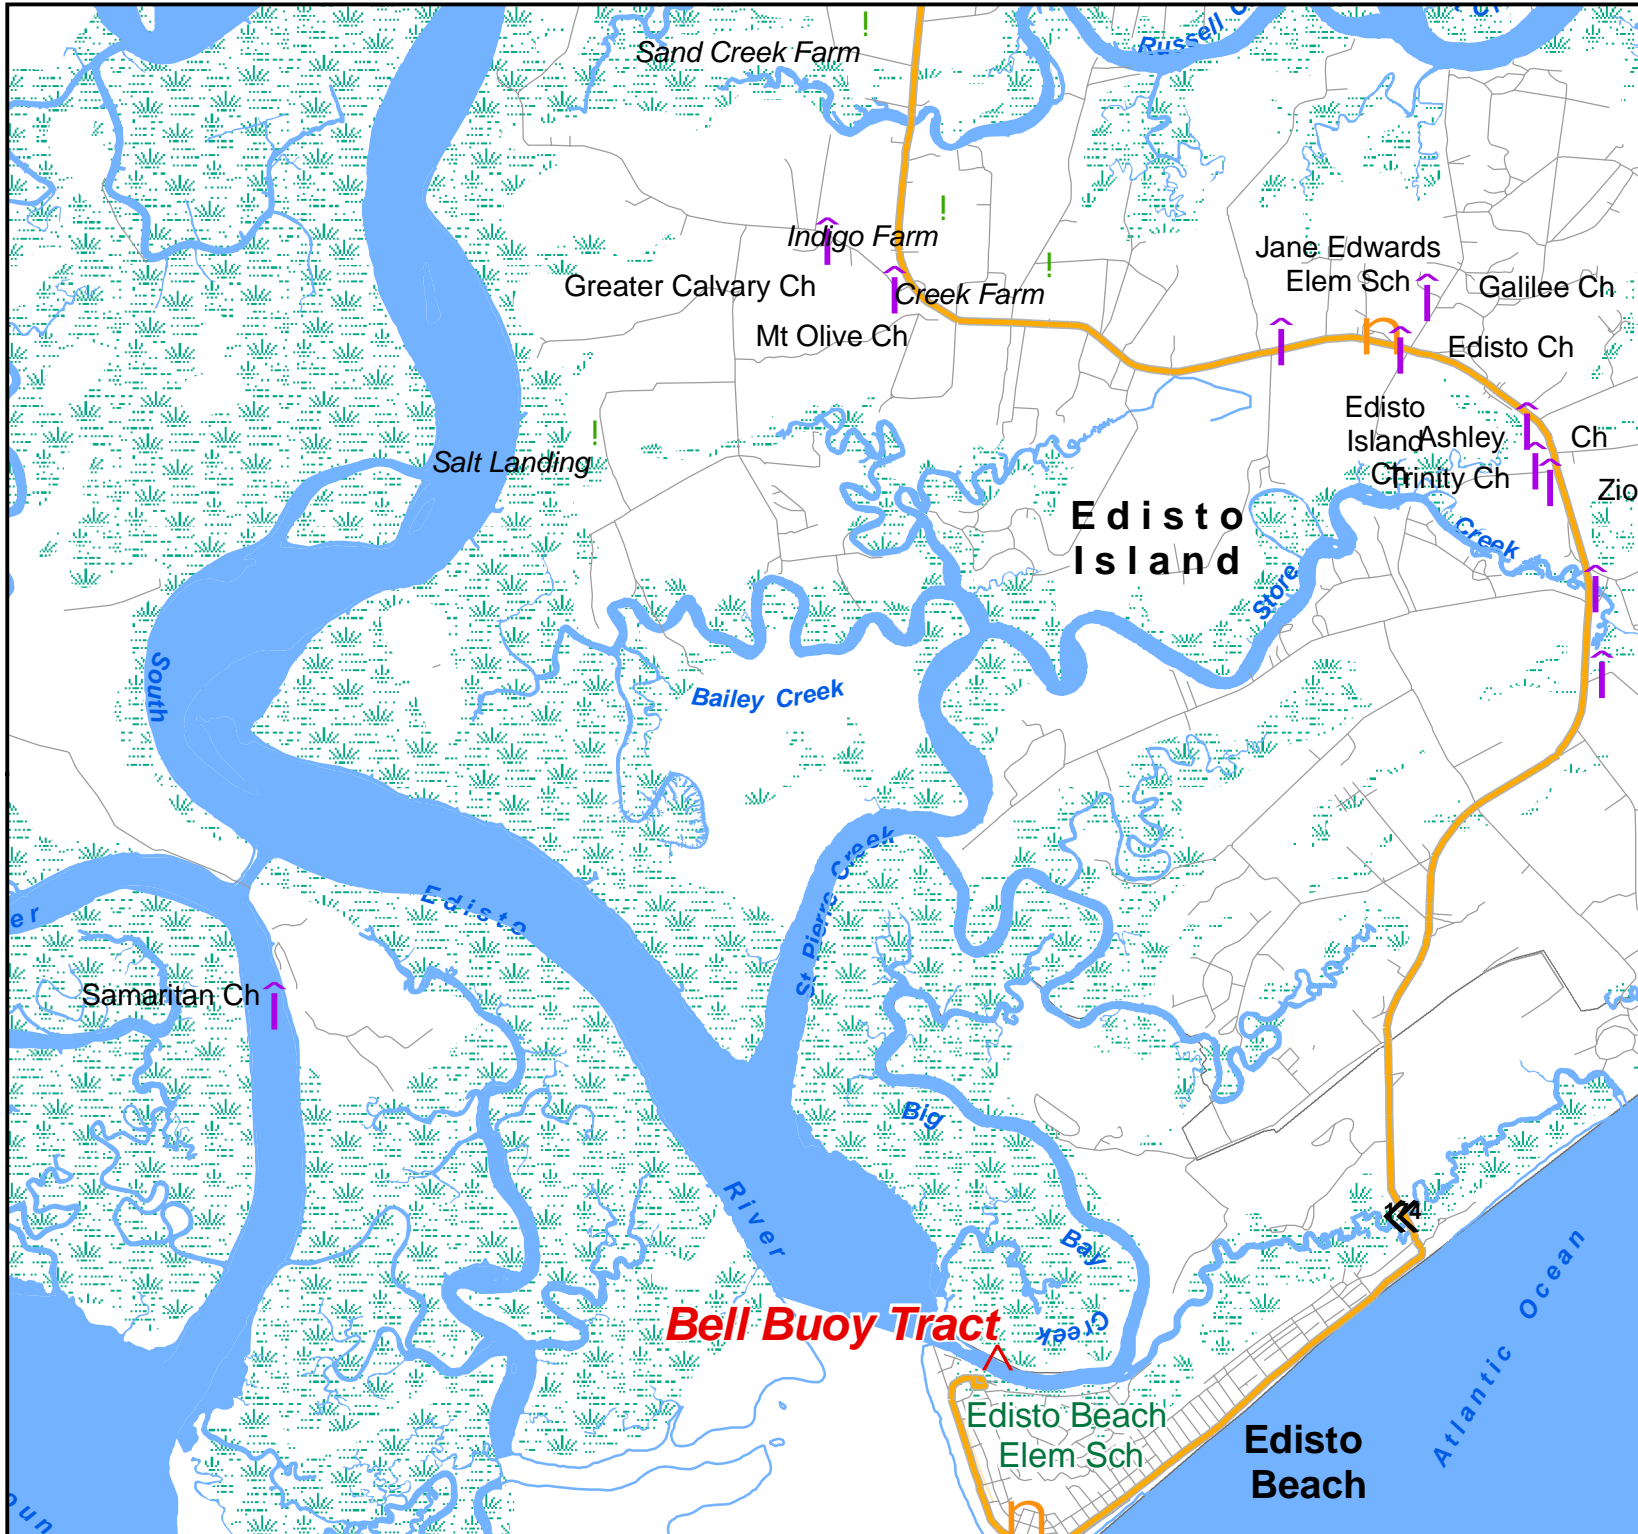 Russell
Sand Creek Farm
Indigo Farm
Greater Calvary Ch
Creek Farm
Mt Olive Ch
Jane Edwards
Elem Sch
Galilee Ch
Edisto Ch
Edisto
Island
Ch
Ashley
Ch
Trinity Ch
Salt Landing
Edisto
Island
Creek
Store
South
Bailey Creek
St Pierre Creek
Edisto
Samaritan Ch
Big
River
Bay
Creek
Bell Buoy Tract
Edisto Beach
Elem Sch
Edisto
Beach
Atlantic Ocean